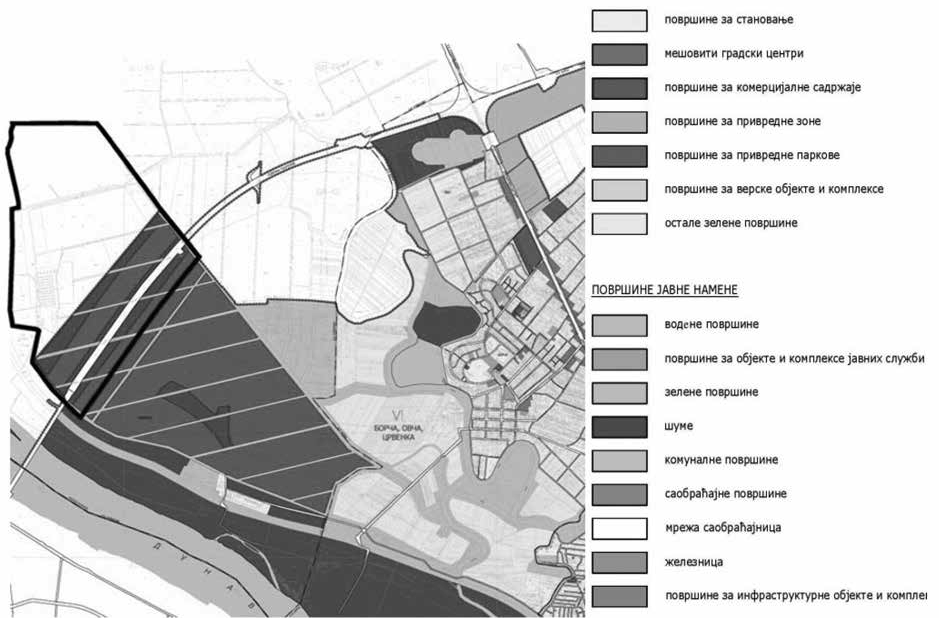 површине за становање
мешовити градски центри
површине за комерцијалне садржаје
површине за привредне зоне
површине за привредне паркове
површине за верске објекте и комплексе
остале зелене површине
ПОВРШИНЕ ЈАВНЕ НАМЕНЕ
водене површине
површине за објекте и комплексе јавних служби
зелене површине
шуме
комуналне површине
саобраћајне површине
мрежа саобраћајница
железница
површине за инфраструктурне објекте и комплек
VI
БОРЧА, ОВЧА,
ЦРВЕНКА
ДУНАВ